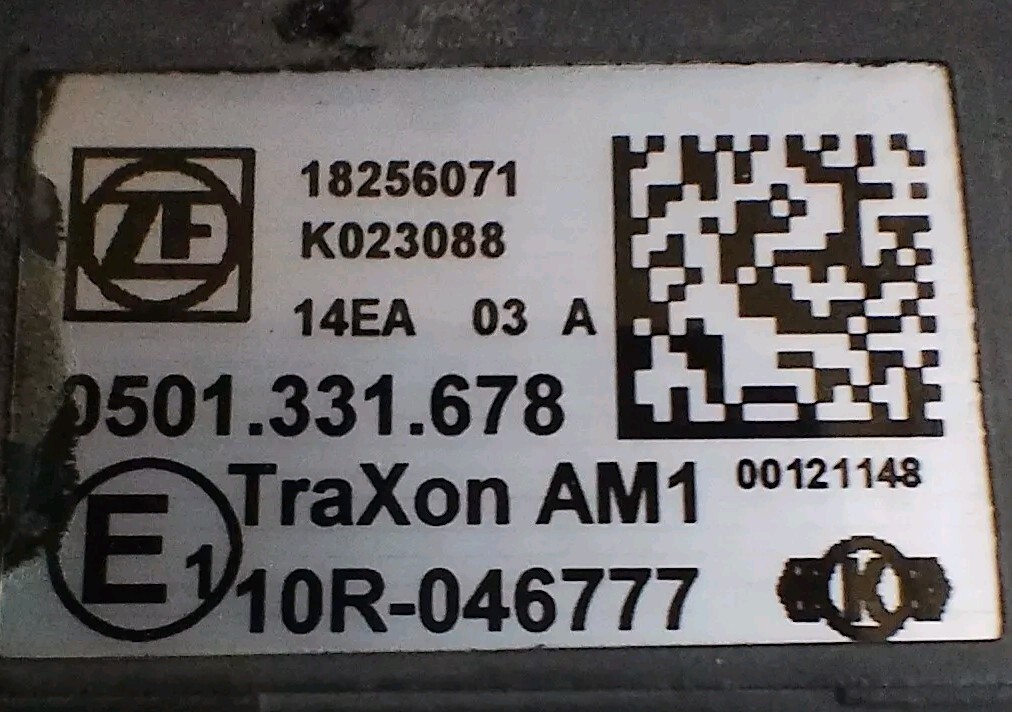 ZF
18256071
K023088
14EA 03 A
0501.331.678
TraXon AM1 00121148
E1
10R-046777
K